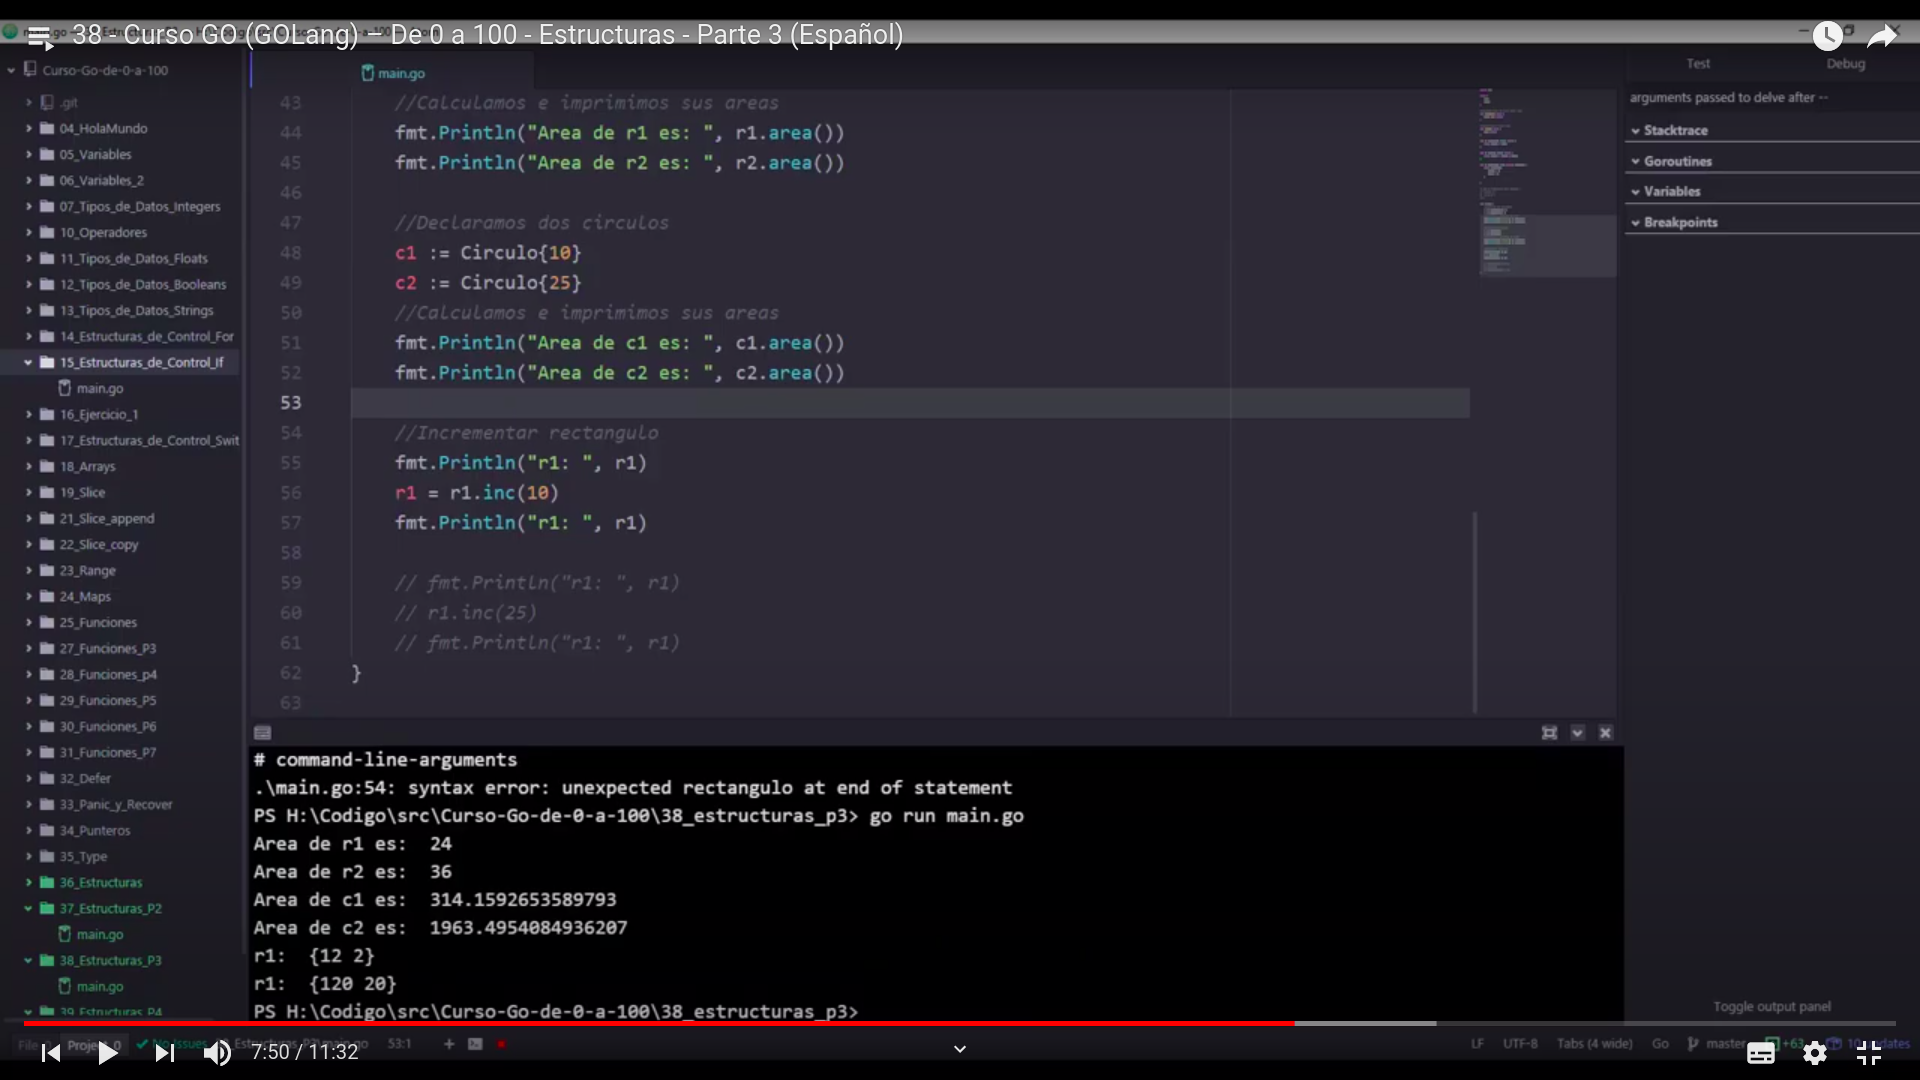 38 - Curso GO (GOLang) – De 0 a 100 - Estructuras - Parte 3 (Español)
Curso-Go-de-0-a-100
.git
04_HolaMundo
05_Variables
06_Variables_2
07_Tipos_de_Datos_Integers
10_Operadores
11_Tipos_de_Datos_Floats
12_Tipos_de_Datos_Booleans
13_Tipos_de_Datos_Strings
14_Estructuras_de_Control_For
15_Estructuras_de_Control_If
main.go
16_Ejercicio_1
17_Estructuras_de_Control_Swit
18_Arrays
19_Slice
21_Slice_append
22_Slice_copy
23_Range
24_Maps
25_Funciones
27_Funciones_P3
28_Funciones_p4
29_Funciones_P5
30_Funciones_P6
31_Funciones_P7
32_Defer
33_Panic_y_Recover
34_Punteros
35_Type
36_Estructuras
37_Estructuras_P2
main.go
38_Estructuras_P3
main.go
39_Estructuras_P4
main.go
43 //Calculamos e imprimimos sus areas
44 fmt.Println("Area de r1 es: ", r1.area())
45 fmt.Println("Area de r2 es: ", r2.area())
46
47 //Declaramos dos circulos
48 c1 := Circulo{10}
49 c2 := Circulo{25}
50 //Calculamos e imprimimos sus areas
51 fmt.Println("Area de c1 es: ", c1.area())
52 fmt.Println("Area de c2 es: ", c2.area())
53
54 //Incrementar rectangulo
55 fmt.Println("r1: ", r1)
56 r1 = r1.inc(10)
57 fmt.Println("r1: ", r1)
58
59 // fmt.Println("r1: ", r1)
60 // r1.inc(25)
61 // fmt.Println("r1: ", r1)
62 }
63
Test Debug
arguments passed to delve after --
Stacktrace
Goroutines
Variables
Breakpoints
# command-line-arguments
.\main.go:54: syntax error: unexpected rectangulo at end of statement
PS H:\Codigo\src\Curso-Go-de-0-a-100\38_estructuras_p3> go run main.go
Area de r1 es:  24
Area de r2 es:  36
Area de c1 es:  314.1592653589793
Area de c2 es:  1963.4954084936207
r1:  {12 2}
r1:  {120 20}
PS H:\Codigo\src\Curso-Go-de-0-a-100\38_estructuras_p3>
Toggle output panel
File Project 0 No Issues 53:1 LF UTF-8 Tabs (4 wide) Go master +63
7:50 / 11:32